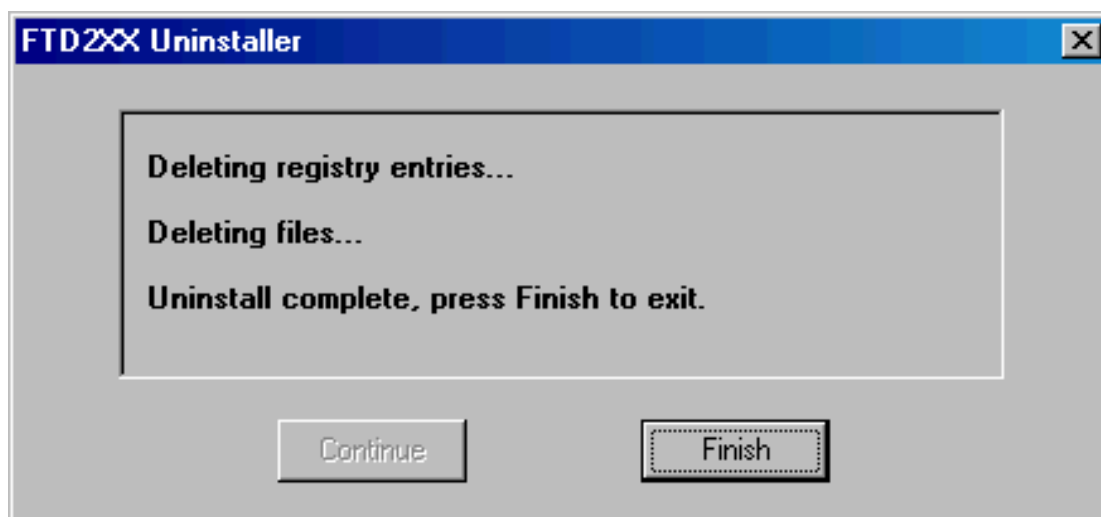 FTD2XX Uninstaller
Deleting registry entries...
Deleting files...
Uninstall complete, press Finish to exit.
Continue
Finish